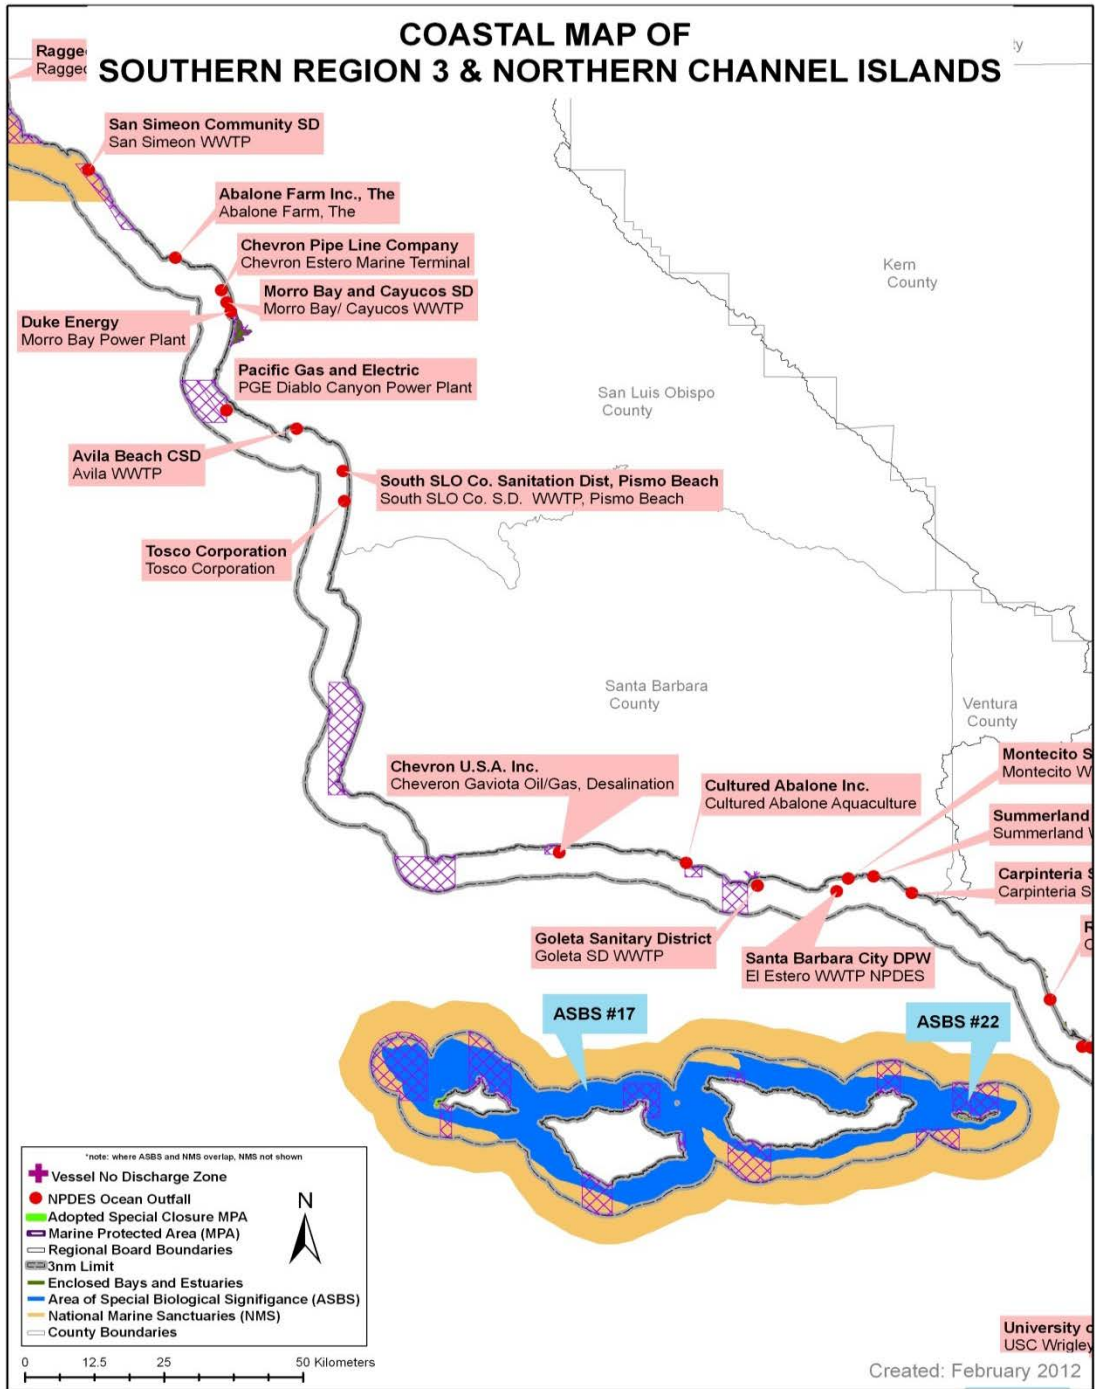 COASTAL MAP OF
SOUTHERN REGION 3 & NORTHERN CHANNEL ISLANDS
San Simeon Community SD
San Simeon WWTP
Abalone Farm Inc., The
Abalone Farm, The
Chevron Pipe Line Company
Chevron Estero Marine Terminal
Morro Bay and Cayucos SD
Morro Bay/ Cayucos WWTP
Duke Energy
Morro Bay Power Plant
Pacific Gas and Electric
PGE Diablo Canyon Power Plant
Avila Beach CSD
Avila WWTP
South SLO Co. Sanitation Dist, Pismo Beach
South SLO Co. S.D. WWTP, Pismo Beach
Tosco Corporation
Tosco Corporation
Kern
County
San Luis Obispo
County
Santa Barbara
County
Ventura
County
Chevron U.S.A. Inc.
Cheveron Gaviota Oil/Gas, Desalination
Cultured Abalone Inc.
Cultured Abalone Aquaculture
Montecito S
Montecito W
Summerland
Summerland
Carpinteria S
Carpinteria S
Goleta Sanitary District
Goleta SD WWTP
Santa Barbara City DPW
El Estero WWTP NPDES
ASBS #17
ASBS #22
*note: where ASBS and NMS overlap, NMS not shown
Vessel No Discharge Zone
NPDES Ocean Outfall
Adopted Special Closure MPA
Marine Protected Area (MPA)
Regional Board Boundaries
3nm Limit
Enclosed Bays and Estuaries
Area of Special Biological Signifigance (ASBS)
National Marine Sanctuaries (NMS)
County Boundaries
N
0 12.5 25 50 Kilometers
University
USC Wrigley
Created: February 2012